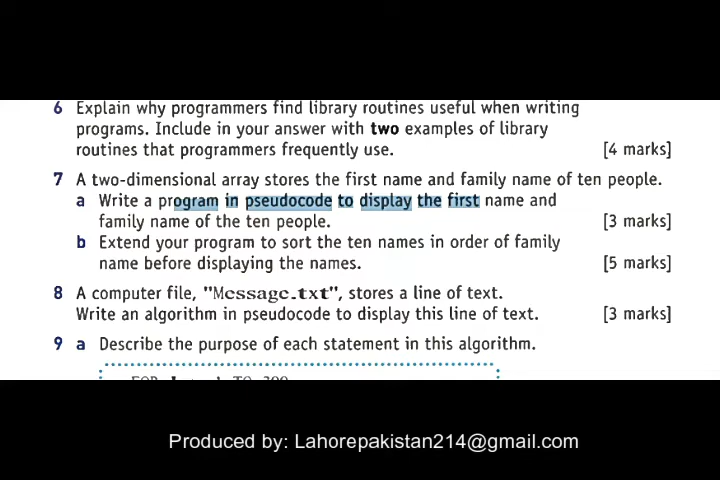 6 Explain why programmers find library routines useful when writing
programs. Include in your answer with two examples of library
routines that programmers frequently use. [4 marks]
7 A two-dimensional array stores the first name and family name of ten people.
a Write a program in pseudocode to display the first name and
family name of the ten people. [3 marks]
b Extend your program to sort the ten names in order of family
name before displaying the names. [5 marks]
8 A computer file, "Message.txt", stores a line of text.
Write an algorithm in pseudocode to display this line of text. [3 marks]
9 a Describe the purpose of each statement in this algorithm.
Produced by: Lahorepakistan214@gmail.com